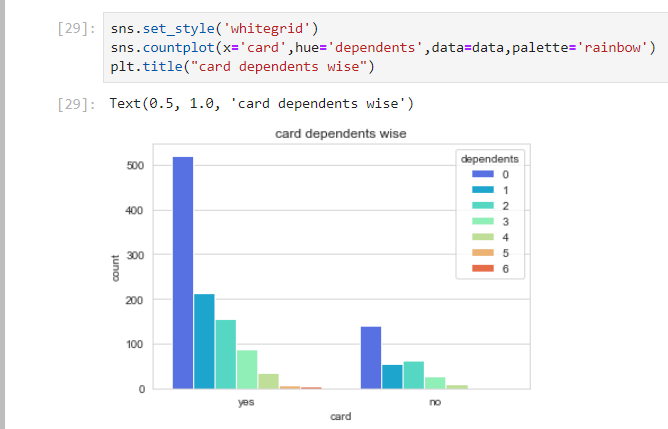 [29]: sns.set_style('whitegrid')
sns.countplot(x='card',hue='dependents',data=data,palette='rainbow')
plt.title("card dependents wise")
[29]: Text(0.5, 1.0, 'card dependents wise')
card dependents wise
dependents
0
1
2
3
4
5
6
500
400
300
200
100
0
count
yes no
card